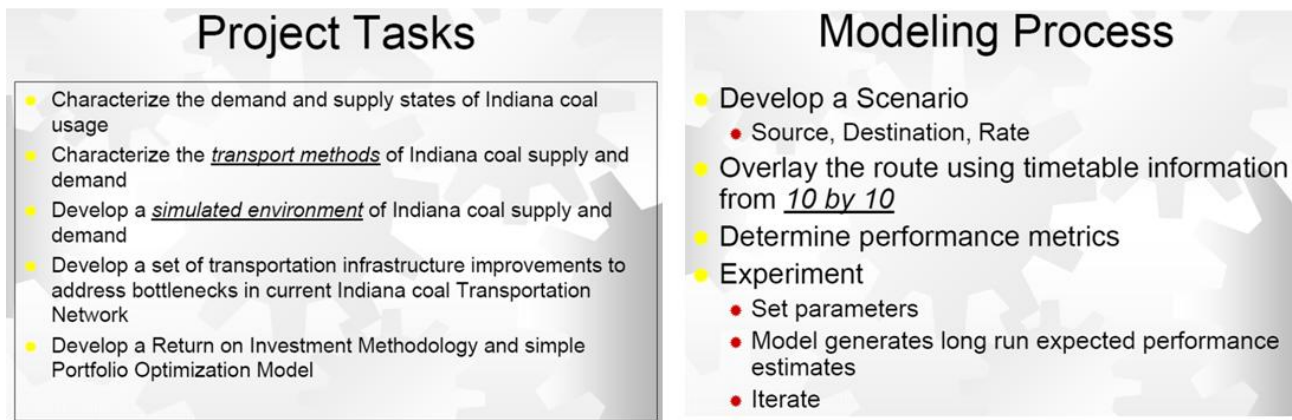 Project Tasks
Characterize the demand and supply states of Indiana coal
usage
Characterize the transport methods of Indiana coal supply and
demand
Develop a simulated environment of Indiana coal supply and
demand
Develop a set of transportation infrastructure improvements to
address bottlenecks in current Indiana coal Transportation
Network
Develop a Return on Investment Methodology and simple
Portfolio Optimization Model
Modeling Process
Develop a Scenario
Source, Destination, Rate
Overlay the route using timetable information
from 10 by 10
Determine performance metrics
Experiment
Set parameters
Model generates long run expected performance
estimates
Iterate